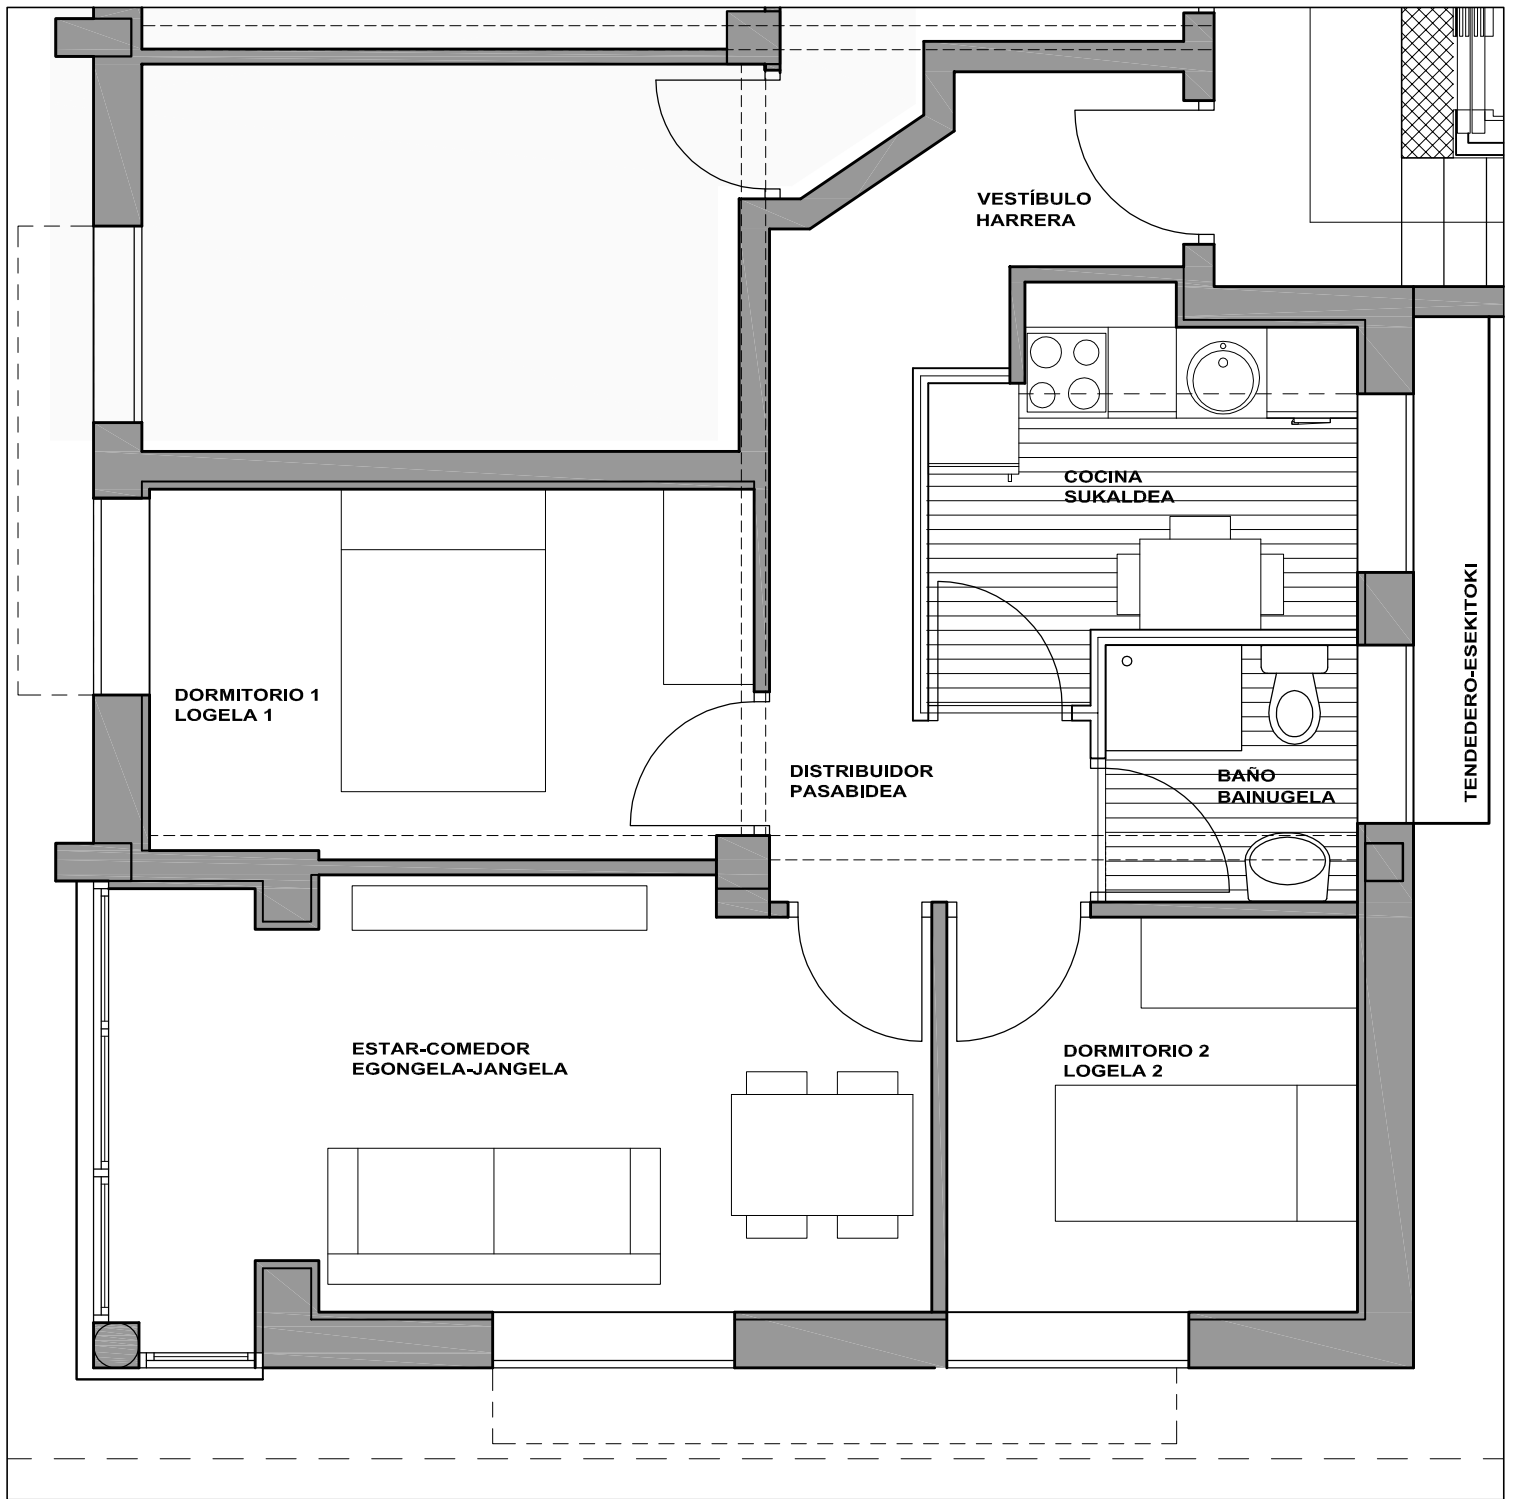 VESTÍBULO
HARRERA
COCINA
SUKALDEA
TENDEDERO-ESEKITOKI
DORMITORIO 1
LOGELA 1
DISTRIBUIDOR
PASABIDEA
BAÑO
BAINUGELA
ESTAR-COMEDOR
EGONGELA-JANGELA
DORMITORIO 2
LOGELA 2